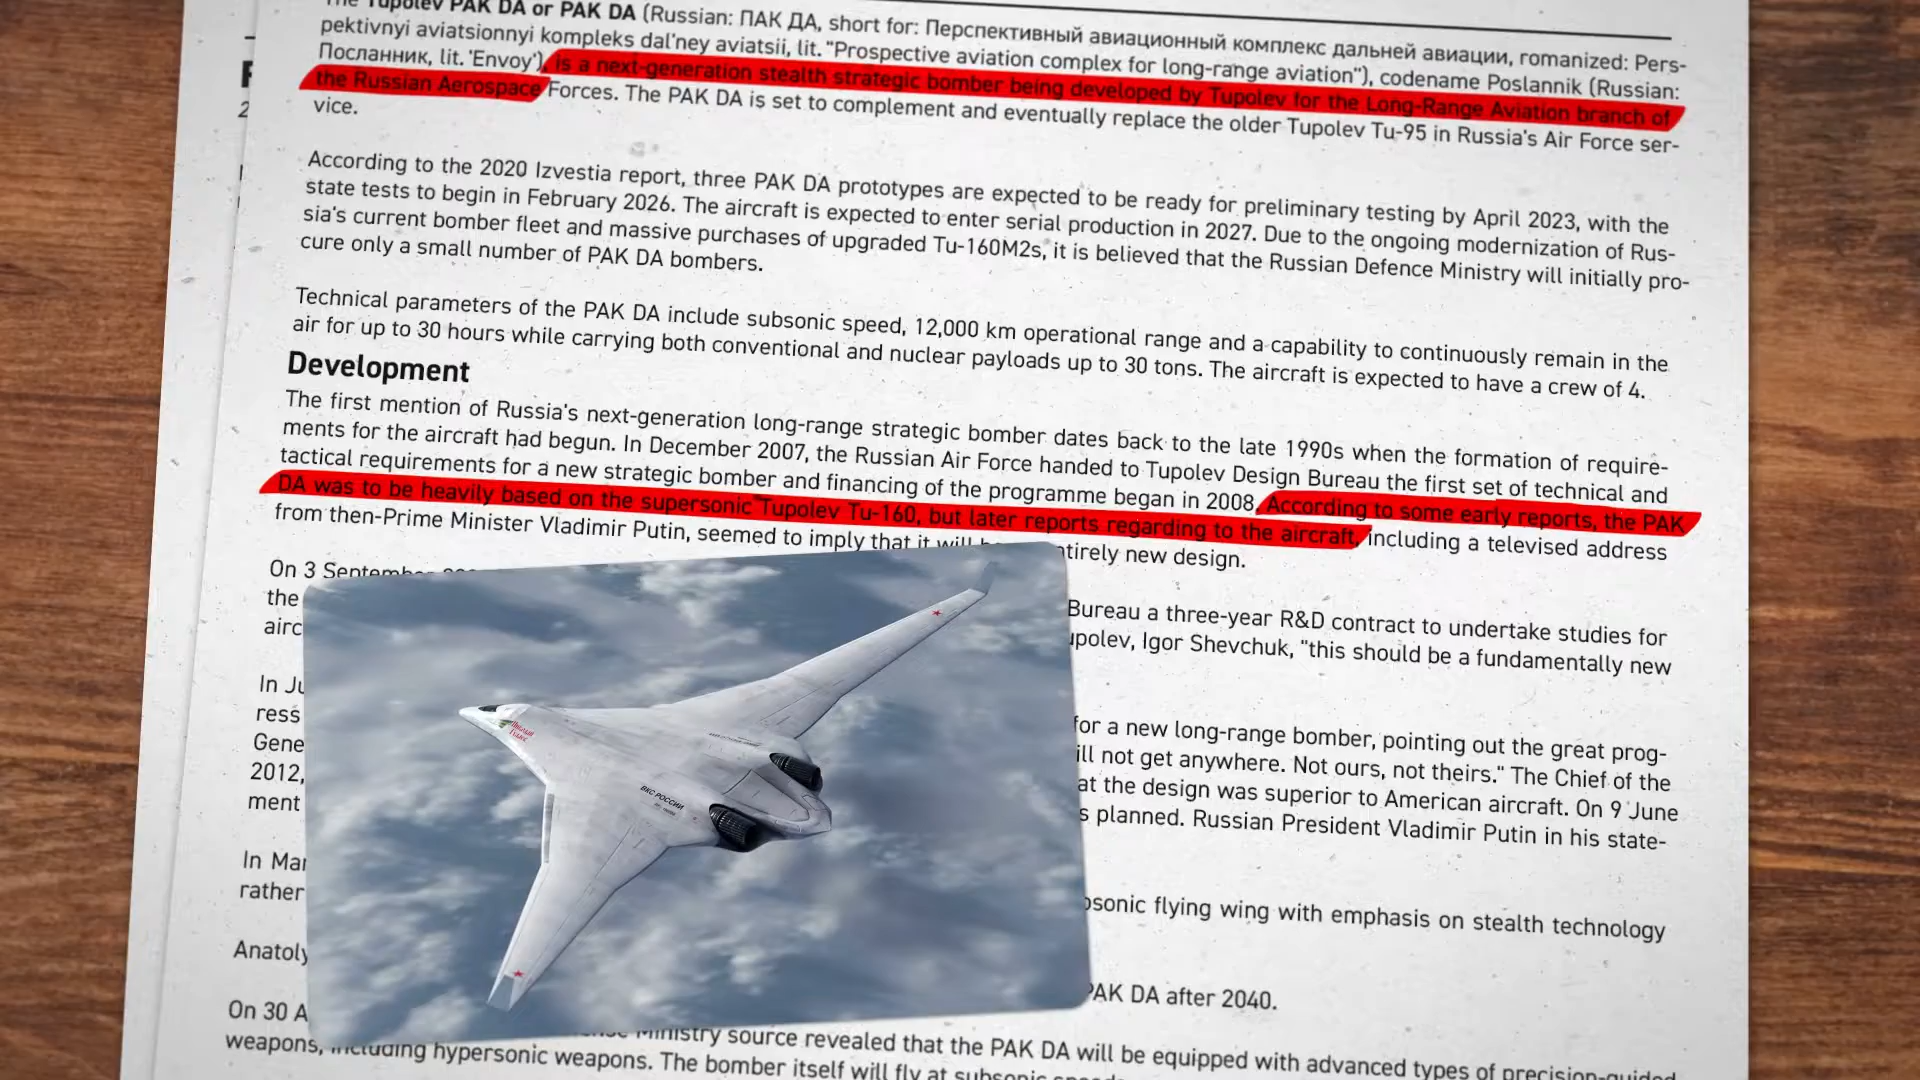 The Tupolev PAK DA or PAK DA (Russian: ПАК ДА, short for: Перспективный авиационный комплекс дальней авиации, romanized: Pers-
pektivnyi aviatsionnyi kompleks dal'ney aviatsii, lit. "Prospective aviation complex for long-range aviation"), codename Poslannik (Russian:
Посланник, lit. 'Envoy'), is a next-generation stealth strategic bomber being developed by Tupolev for the Long-Range Aviation branch of
the Russian Aerospace Forces. The PAK DA is set to complement and eventually replace the older Tupolev Tu-95 in Russia's Air Force ser-
vice.
According to the 2020 Izvestia report, three PAK DA prototypes are expected to be ready for preliminary testing by April 2023, with the
state tests to begin in February 2026. The aircraft is expected to enter serial production in 2027. Due to the ongoing modernization of Rus-
sia's current bomber fleet and massive purchases of upgraded Tu-160M2s, it is believed that the Russian Defence Ministry will initially pro-
cure only a small number of PAK DA bombers.
Technical parameters of the PAK DA include subsonic speed, 12,000 km operational range and a capability to continuously remain in the
air for up to 30 hours while carrying both conventional and nuclear payloads up to 30 tons. The aircraft is expected to have a crew of 4.
Development
The first mention of Russia's next-generation long-range strategic bomber dates back to the late 1990s when the formation of require-
ments for the aircraft had begun. In December 2007, the Russian Air Force handed to Tupolev Design Bureau the first set of technical and
tactical requirements for a new strategic bomber and financing of the programme began in 2008. According to some early reports, the PAK
DA was to be heavily based on the supersonic Tupolev Tu-160, but later reports regarding to the aircraft, including a televised address
from then-Prime Minister Vladimir Putin, seemed to imply that it will entirely new design.
On 3 September
the Bureau a three-year R&D contract to undertake studies for
airc upolev, Igor Shevchuk, "this should be a fundamentally new
In Ju
ress for a new long-range bomber, pointing out the great prog-
Gene ill not get anywhere. Not ours, not theirs." The Chief of the
2012, at the design was superior to American aircraft. On 9 June
ment s planned. Russian President Vladimir Putin in his state-
In Mar
rather osonic flying wing with emphasis on stealth technology
Anatoly
PAK DA after 2040.
On 30 A Ministry source revealed that the PAK DA will be equipped with advanced types of precision-guided
weapons, including hypersonic weapons. The bomber itself will fly at subsonic
ВКС РОССИИ